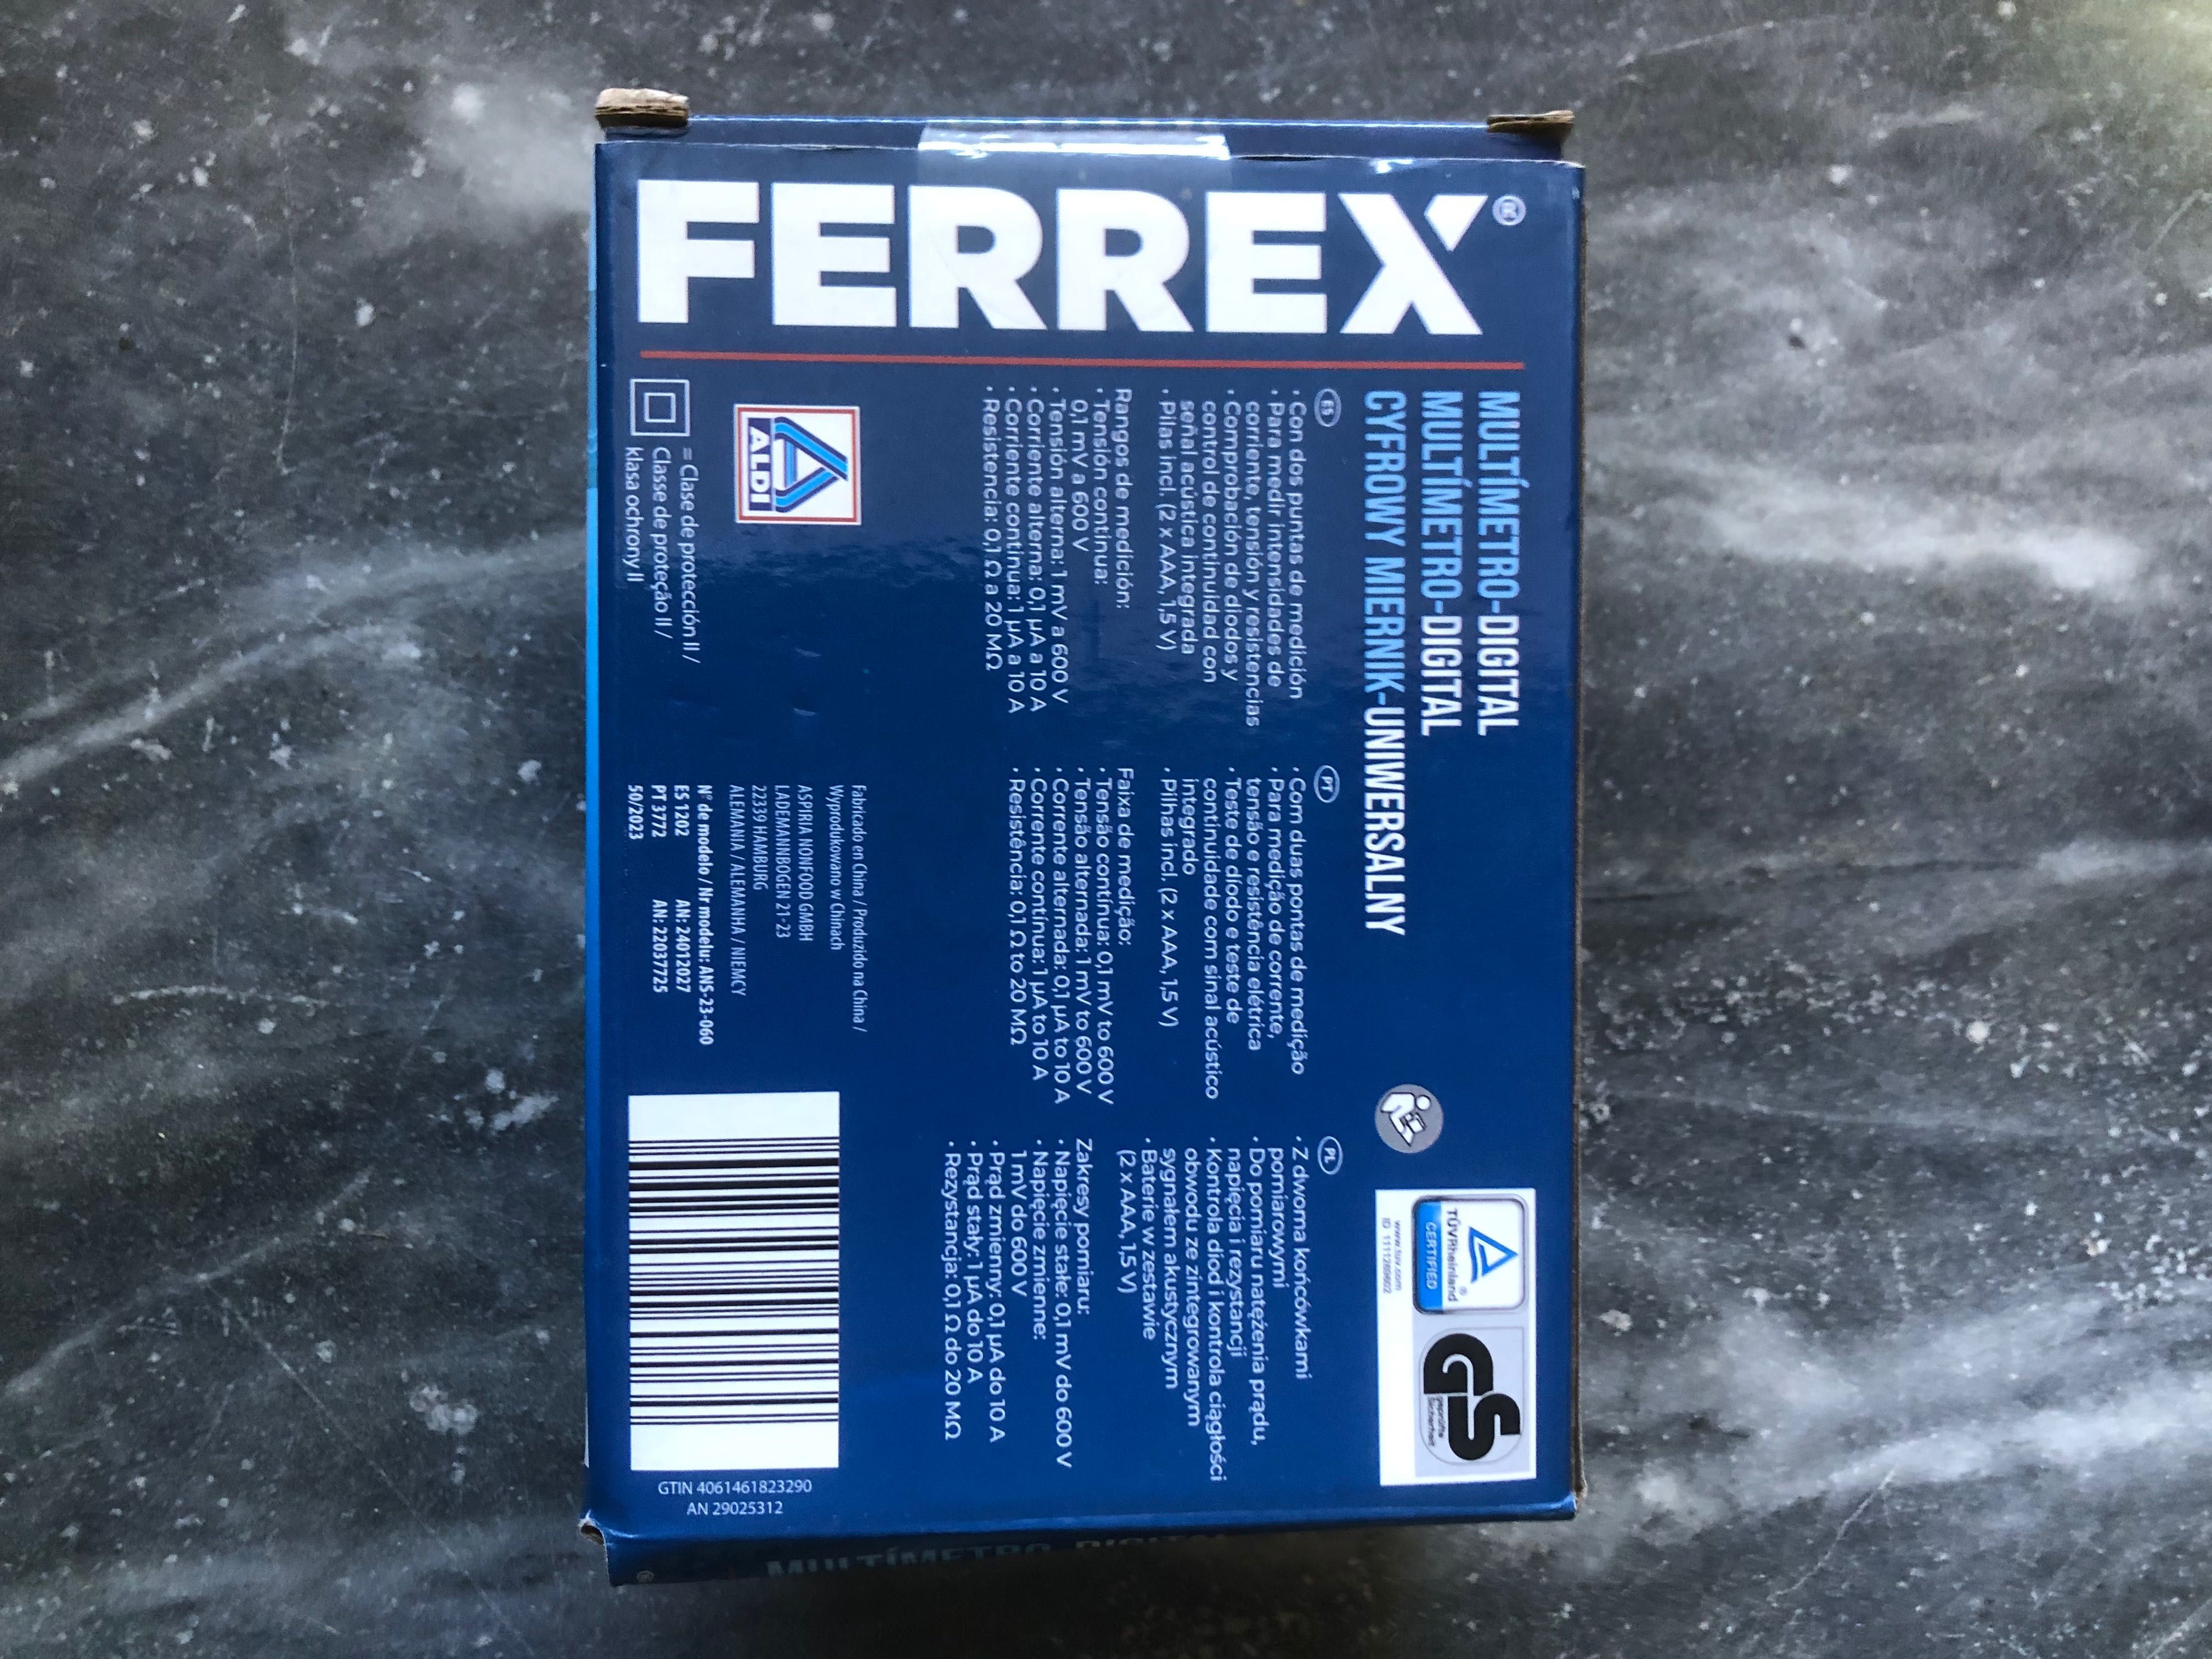 FERREX®
MULTÍMETRO-DIGITAL
MULTÍMETRO-DIGITAL
CYFROWY MIERNIK-UNIWERSALNY
TÜVRheinland®
CERTIFIED
www.tuv.com
ID 1111289602
GS
geprüfte
Sicherheit
ES
• Con dos puntas de medición
• Para medir intensidades de
corriente, tensión y resistencias
• Comprobación de diodos y
control de continuidad con
señal acústica integrada
• Pilas incl. (2 x AAA, 1,5 V)
Rangos de medición:
• Tensión continua:
0,1 mV a 600 V
• Tensión alterna: 1 mV a 600 V
• Corriente alterna: 0,1 µA a 10 A
• Corriente continua: 1 µA a 10 A
• Resistencia: 0,1 Ω a 20 MΩ
PT
• Com duas pontas de medição
• Para medição de corrente,
tensão e resistência elétrica
• Teste de díodo e teste de
continuidade com sinal acústico
integrado
• Pilhas incl. (2 x AAA, 1,5 V)
Faixa de medição:
• Tensão contínua: 0,1 mV to 600 V
• Tensão alternada: 1 mV to 600 V
• Corrente alternada: 0,1 µA to 10 A
• Corrente contínua: 1 µA to 10 A
• Resistência: 0,1 Ω to 20 MΩ
PL
• Z dwoma końcówkami
pomiarowymi
• Do pomiaru natężenia prądu,
napięcia i rezystancji
• Kontrola diod i kontrola ciągłości
obwodu ze zintegrowanym
sygnałem akustycznym
• Baterie w zestawie
(2 x AAA, 1,5 V)
Zakresy pomiaru:
• Napięcie stałe: 0,1 mV do 600 V
• Napięcie zmienne:
1 mV do 600 V
• Prąd zmienny: 0,1 µA do 10 A
• Prąd stały: 1 µA do 10 A
• Rezystancja: 0,1 Ω do 20 MΩ
ALDI
= Clase de protección II /
Classe de proteção II /
klasa ochrony II
Fabricado en China / Produzido na China /
Wyprodukowano w Chinach
ASPIRIA NONFOOD GMBH
LADEMANNBOGEN 21-23
22339 HAMBURG
ALEMANIA / ALEMANHA / NIEMCY
N° de modelo / Nr modelu: ANS-23-060
ES 1202 AN: 24012027
PT 3772 AN: 22037725
50/2023
GTIN 4061461823290
AN 29025312
MULTÍMETRO-DIGITAL